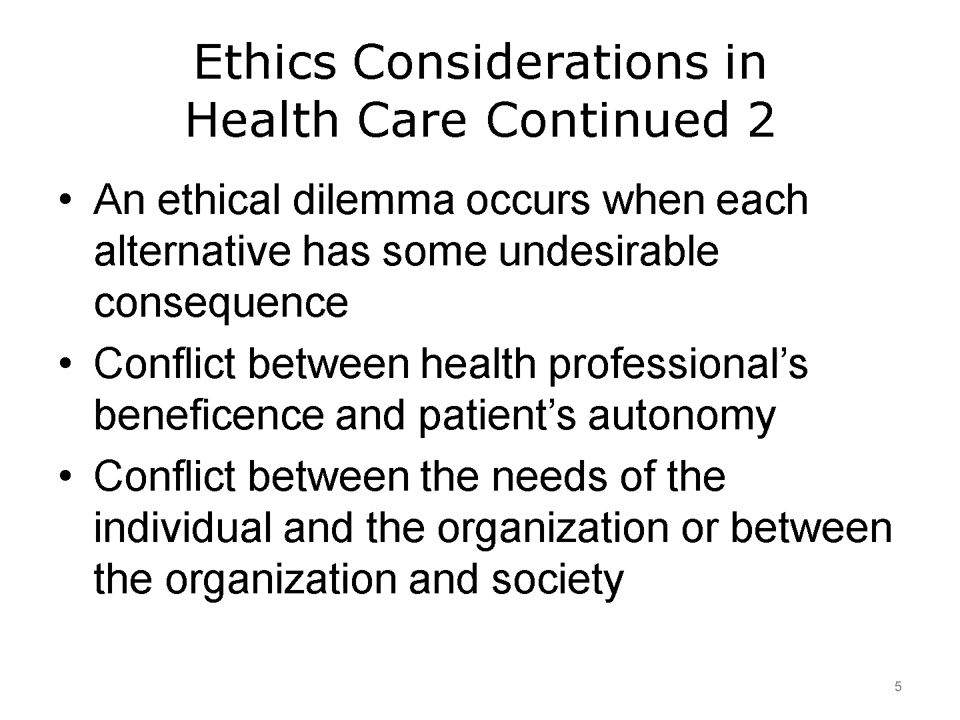 Ethics Considerations in
Health Care Continued 2
• An ethical dilemma occurs when each
alternative has some undesirable
consequence
• Conflict between health professional’s
beneficence and patient’s autonomy
• Conflict between the needs of the
individual and the organization or between
the organization and society
5